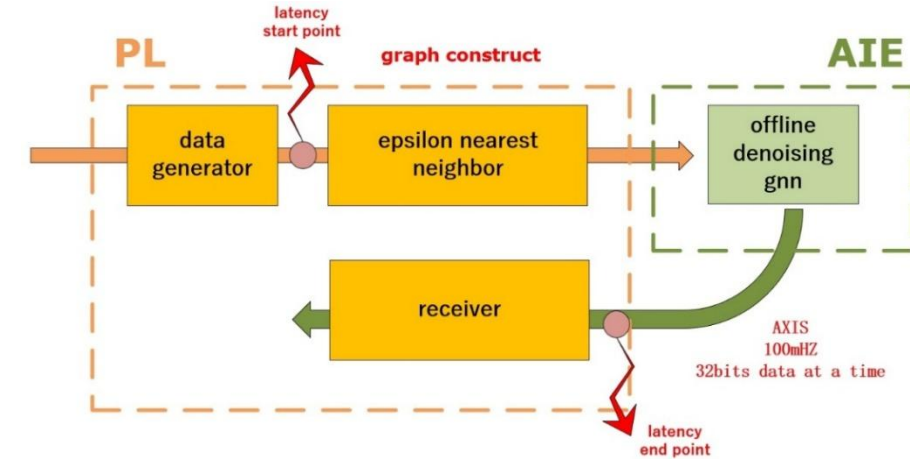 latency
start point
PL
graph construct
AIE
data
generator
epsilon nearest
neighbor
offline
denoising
gnn
receiver
AXIS
100mHZ
32bits data at a time
latency
end point